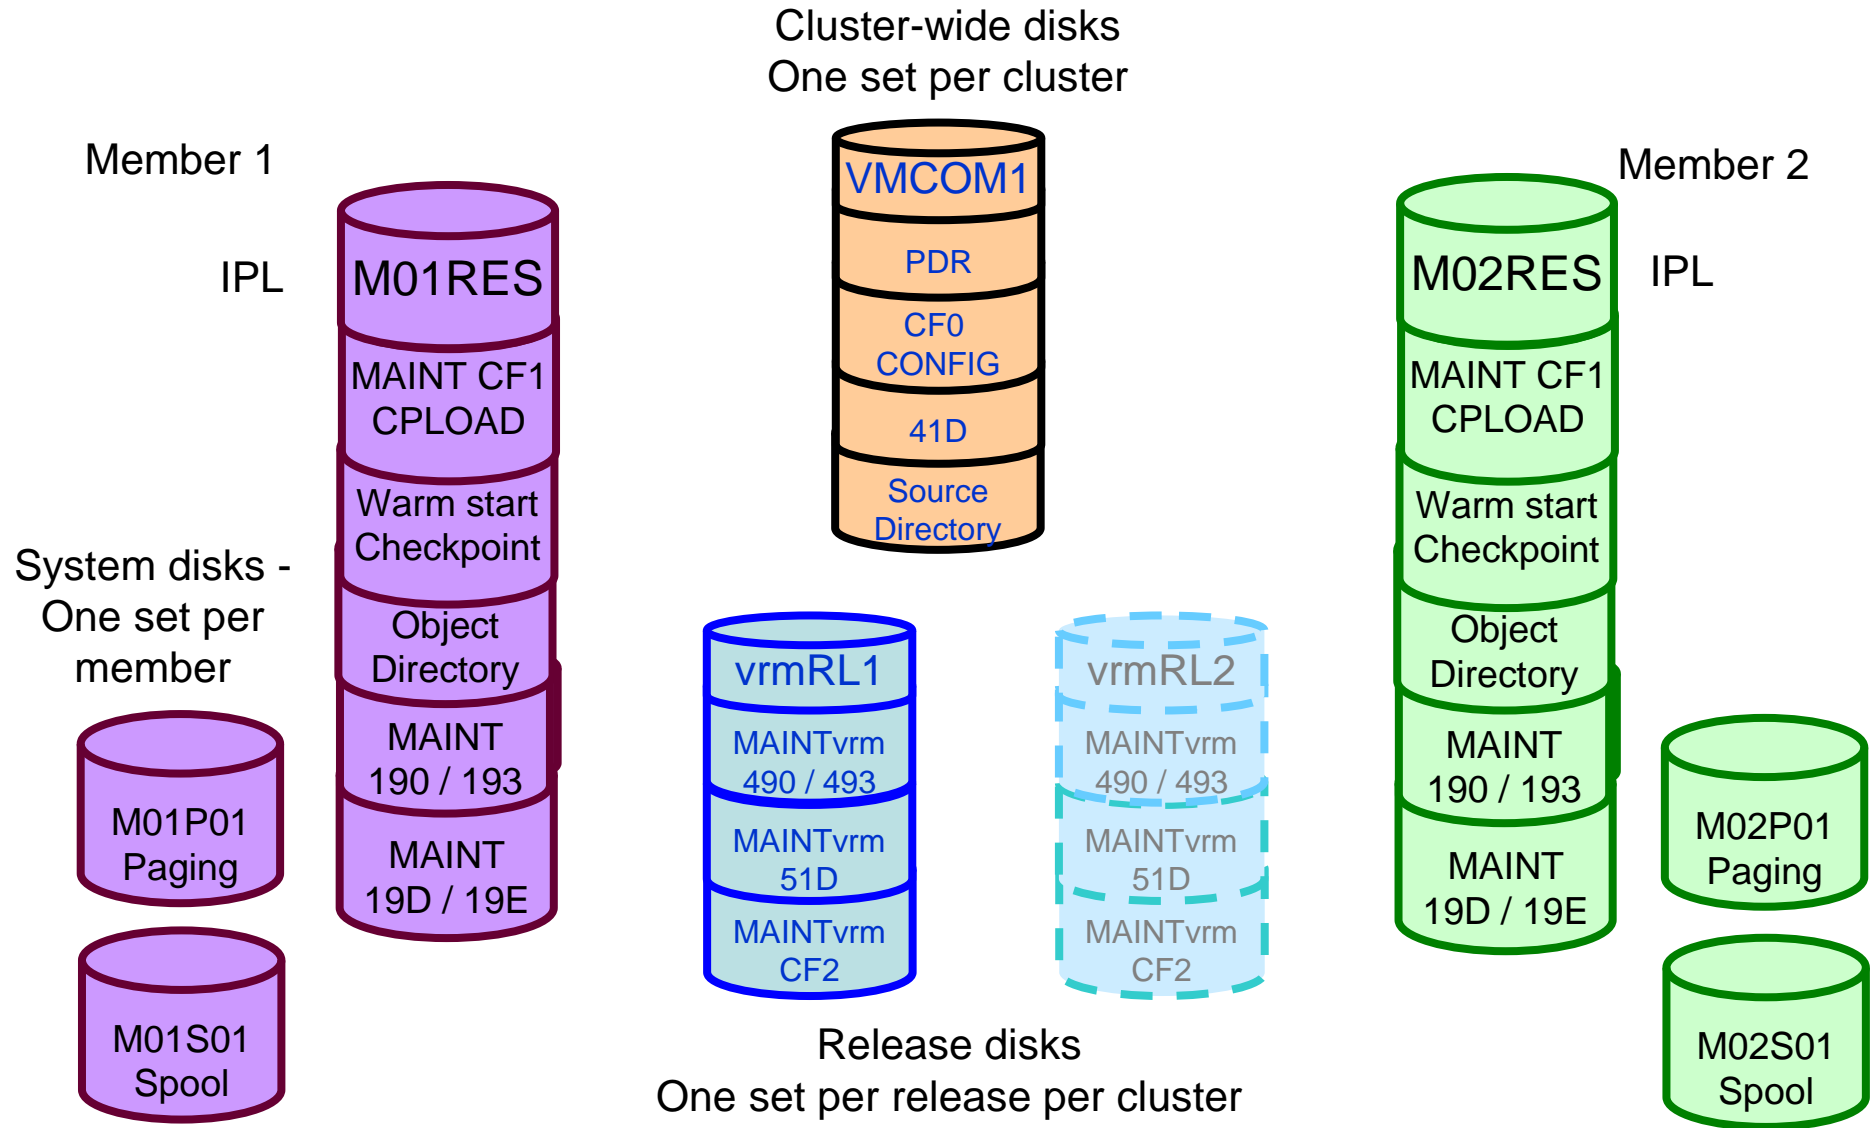 Cluster-wide disks
One set per cluster
Member 1
IPL
M01RES
MAINT CF1
CPLOAD
Warm start
Checkpoint
Object
Directory
MAINT
190 / 193
MAINT
19D / 19E
System disks -
One set per
member
M01P01
Paging
M01S01
Spool
VMCOM1
PDR
CF0
CONFIG
41D
Source
Directory
vrmRL1
MAINTvrm
490 / 493
MAINTvrm
51D
MAINTvrm
CF2
vrmRL2
MAINTvrm
490 / 493
MAINTvrm
51D
MAINTvrm
CF2
Release disks
One set per release per cluster
Member 2
IPL
M02RES
MAINT CF1
CPLOAD
Warm start
Checkpoint
Object
Directory
MAINT
190 / 193
MAINT
19D / 19E
M02P01
Paging
M02S01
Spool